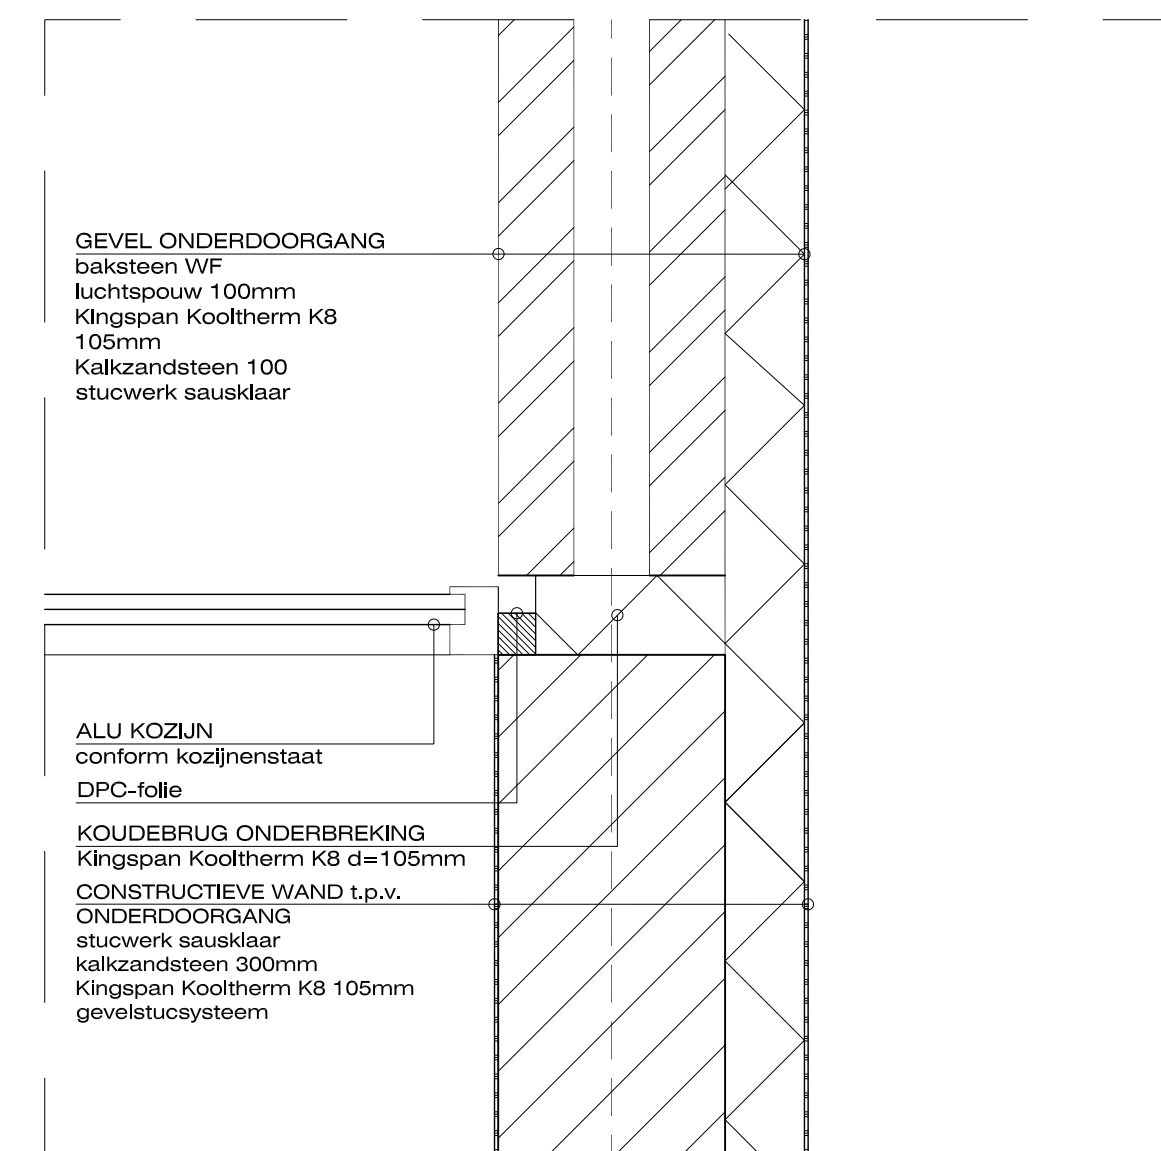 GEVEL ONDERDOORGANG
baksteen WF
luchtspouw 100mm
Kingspan Kooltherm K8
105mm
Kalkzandsteen 100
stucwerk sausklaar
ALU KOZIJN
conform kozijnenstaat
DPC-folie
KOUDEBRUG ONDERBREKING
Kingspan Kooltherm K8 d=105mm
CONSTRUCTIEVE WAND t.p.v.
ONDERDOORGANG
stucwerk sausklaar
kalkzandsteen 300mm
Kingspan Kooltherm K8 105mm
gevelstucsysteem